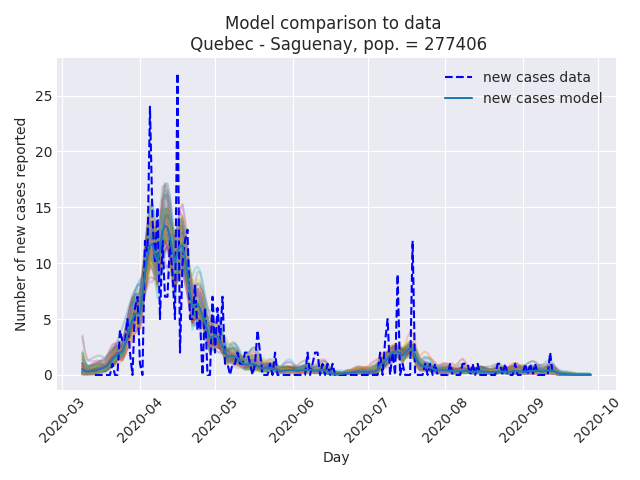 Model comparison to data
Quebec - Saguenay, pop. = 277406
new cases data
new cases model
Number of new cases reported
25
20
15
10
5
0
2020-03
2020-04
2020-05
2020-06
2020-07
2020-08
2020-09
2020-10
Day